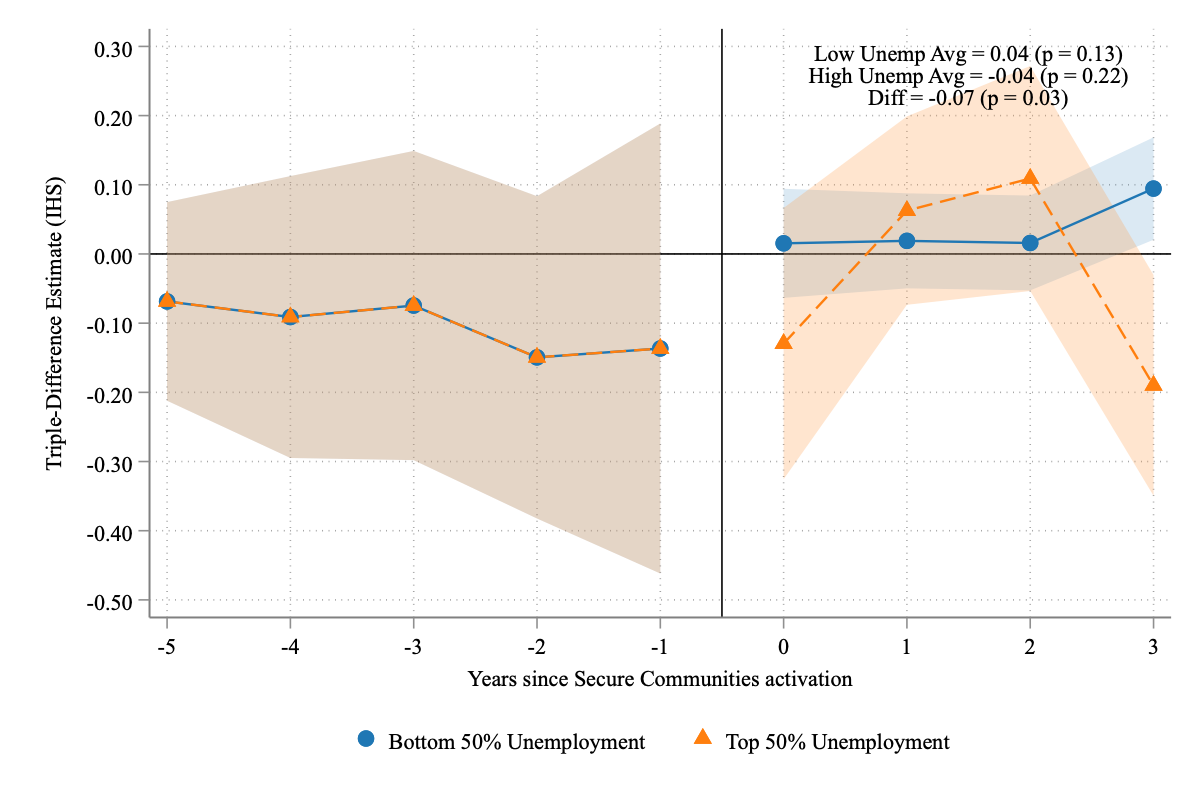 Low Unemp Avg = 0.04 (p = 0.13)
High Unemp Avg = -0.04 (p = 0.22)
Diff = -0.07 (p = 0.03)
Triple-Difference Estimate (IHS)
0.30
0.20
0.10
0.00
-0.10
-0.20
-0.30
-0.40
-0.50
-5 -4 -3 -2 -1 0 1 2 3
Years since Secure Communities activation
Bottom 50% Unemployment Top 50% Unemployment